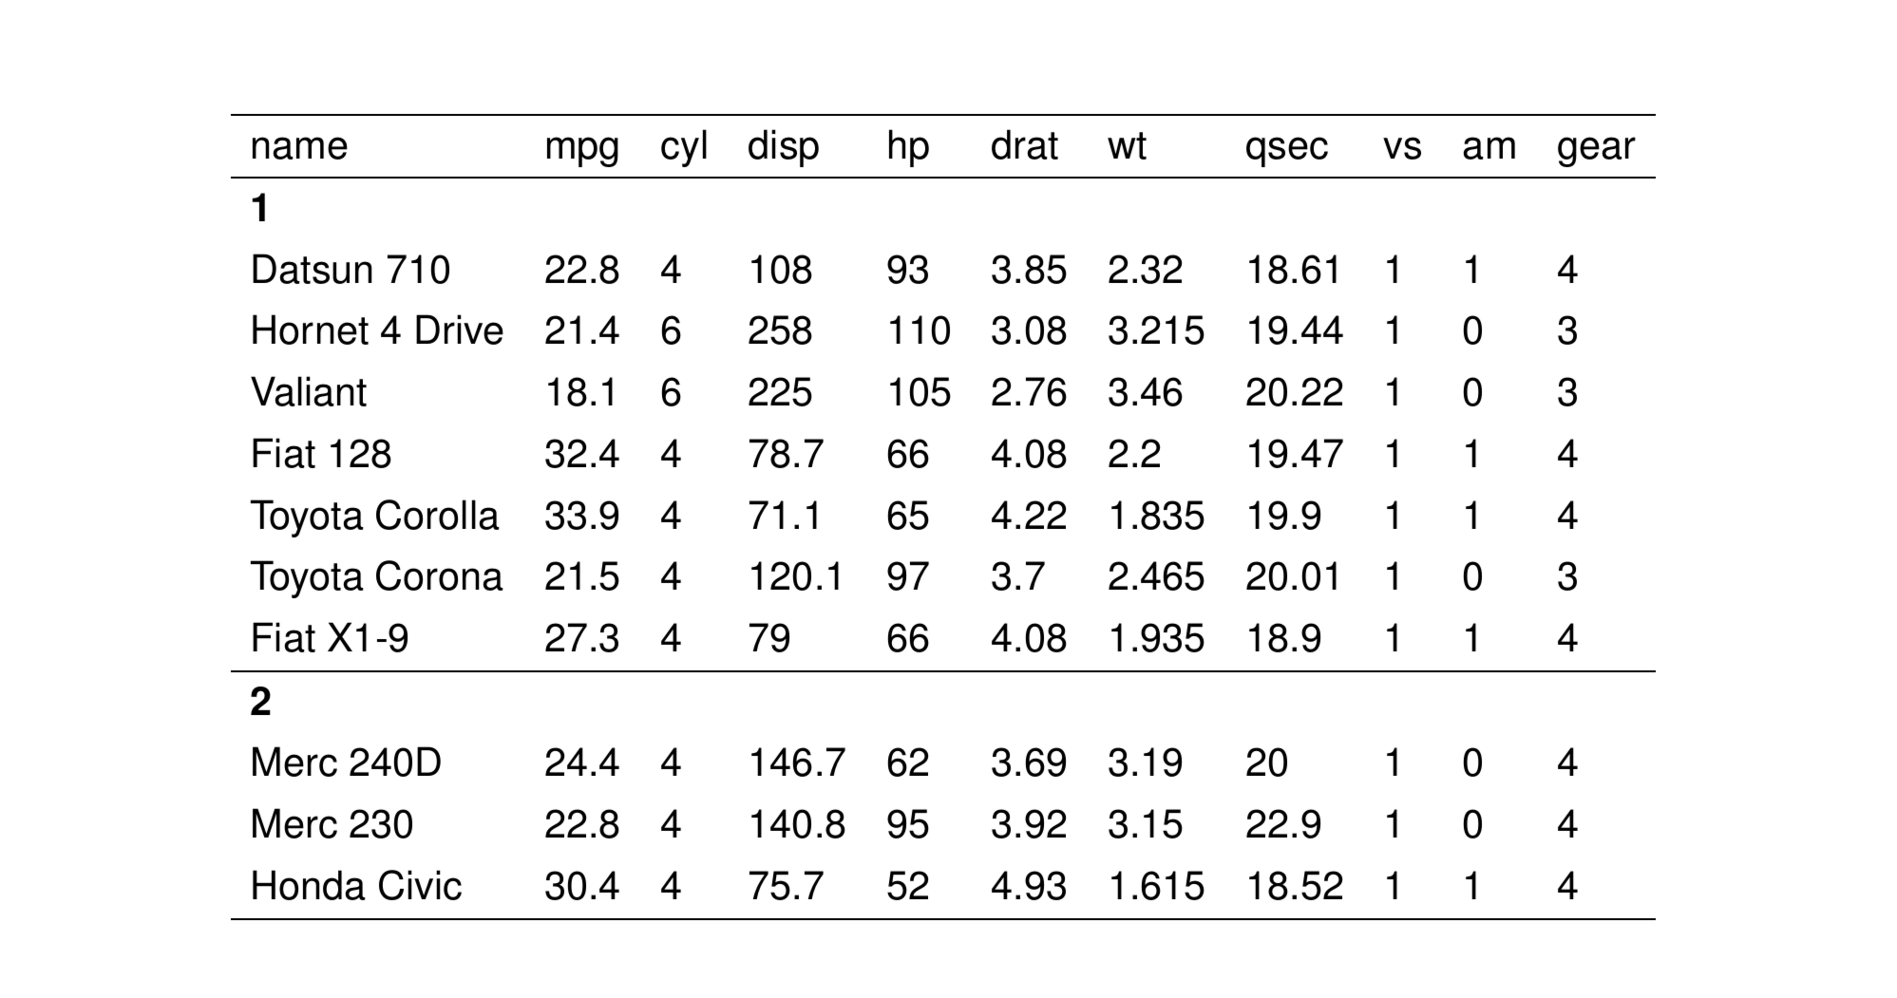 name mpg cyl disp hp drat wt qsec vs am gear
1
Datsun 710 22.8 4 108 93 3.85 2.32 18.61 1 1 4
Hornet 4 Drive 21.4 6 258 110 3.08 3.215 19.44 1 0 3
Valiant 18.1 6 225 105 2.76 3.46 20.22 1 0 3
Fiat 128 32.4 4 78.7 66 4.08 2.2 19.47 1 1 4
Toyota Corolla 33.9 4 71.1 65 4.22 1.835 19.9 1 1 4
Toyota Corona 21.5 4 120.1 97 3.7 2.465 20.01 1 0 3
Fiat X1-9 27.3 4 79 66 4.08 1.935 18.9 1 1 4
2
Merc 240D 24.4 4 146.7 62 3.69 3.19 20 1 0 4
Merc 230 22.8 4 140.8 95 3.92 3.15 22.9 1 0 4
Honda Civic 30.4 4 75.7 52 4.93 1.615 18.52 1 1 4